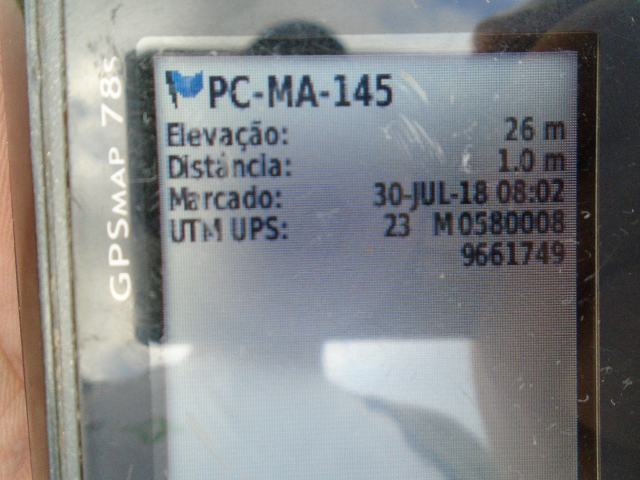 GPSMAP 78s
PC-MA-145
Elevação: 26 m
Distância: 1.0 m
Marcado: 30-JUL-18 08:02
UTM UPS: 23 M 0580008
9661749